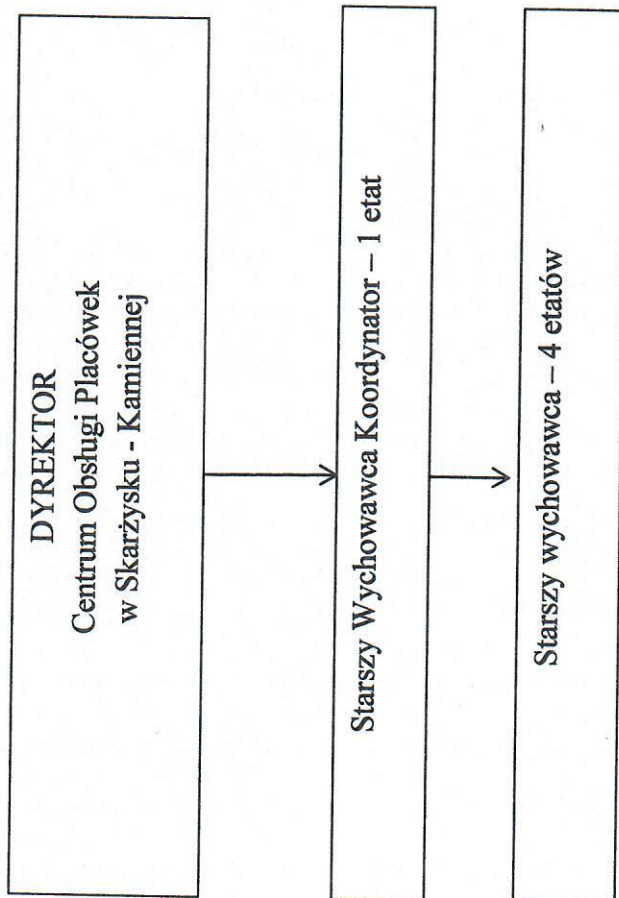 DYREKTOR
Centrum Obsługi Placówek
w Skarżysku - Kamiennej
Starszy Wychowawca Koordynator – 1 etat
Starszy wychowawca – 4 etatów